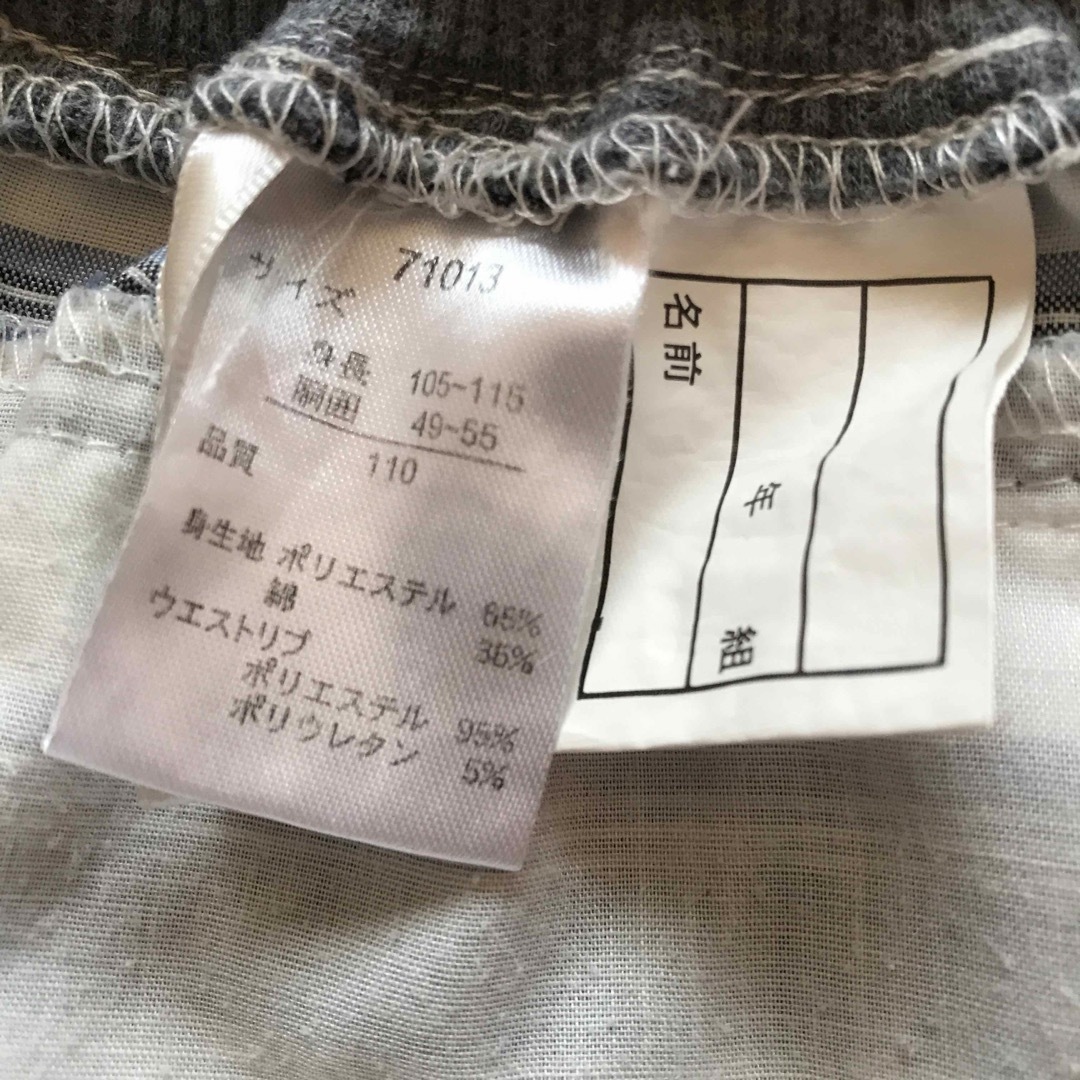 71013
サイズ
身長 105~115
胴囲 49~55
110
品質
身生地 ポリエステル 65%
綿 35%
ウエストリブ
ポリエステル 95%
ポリウレタン 5%
名前
年
組